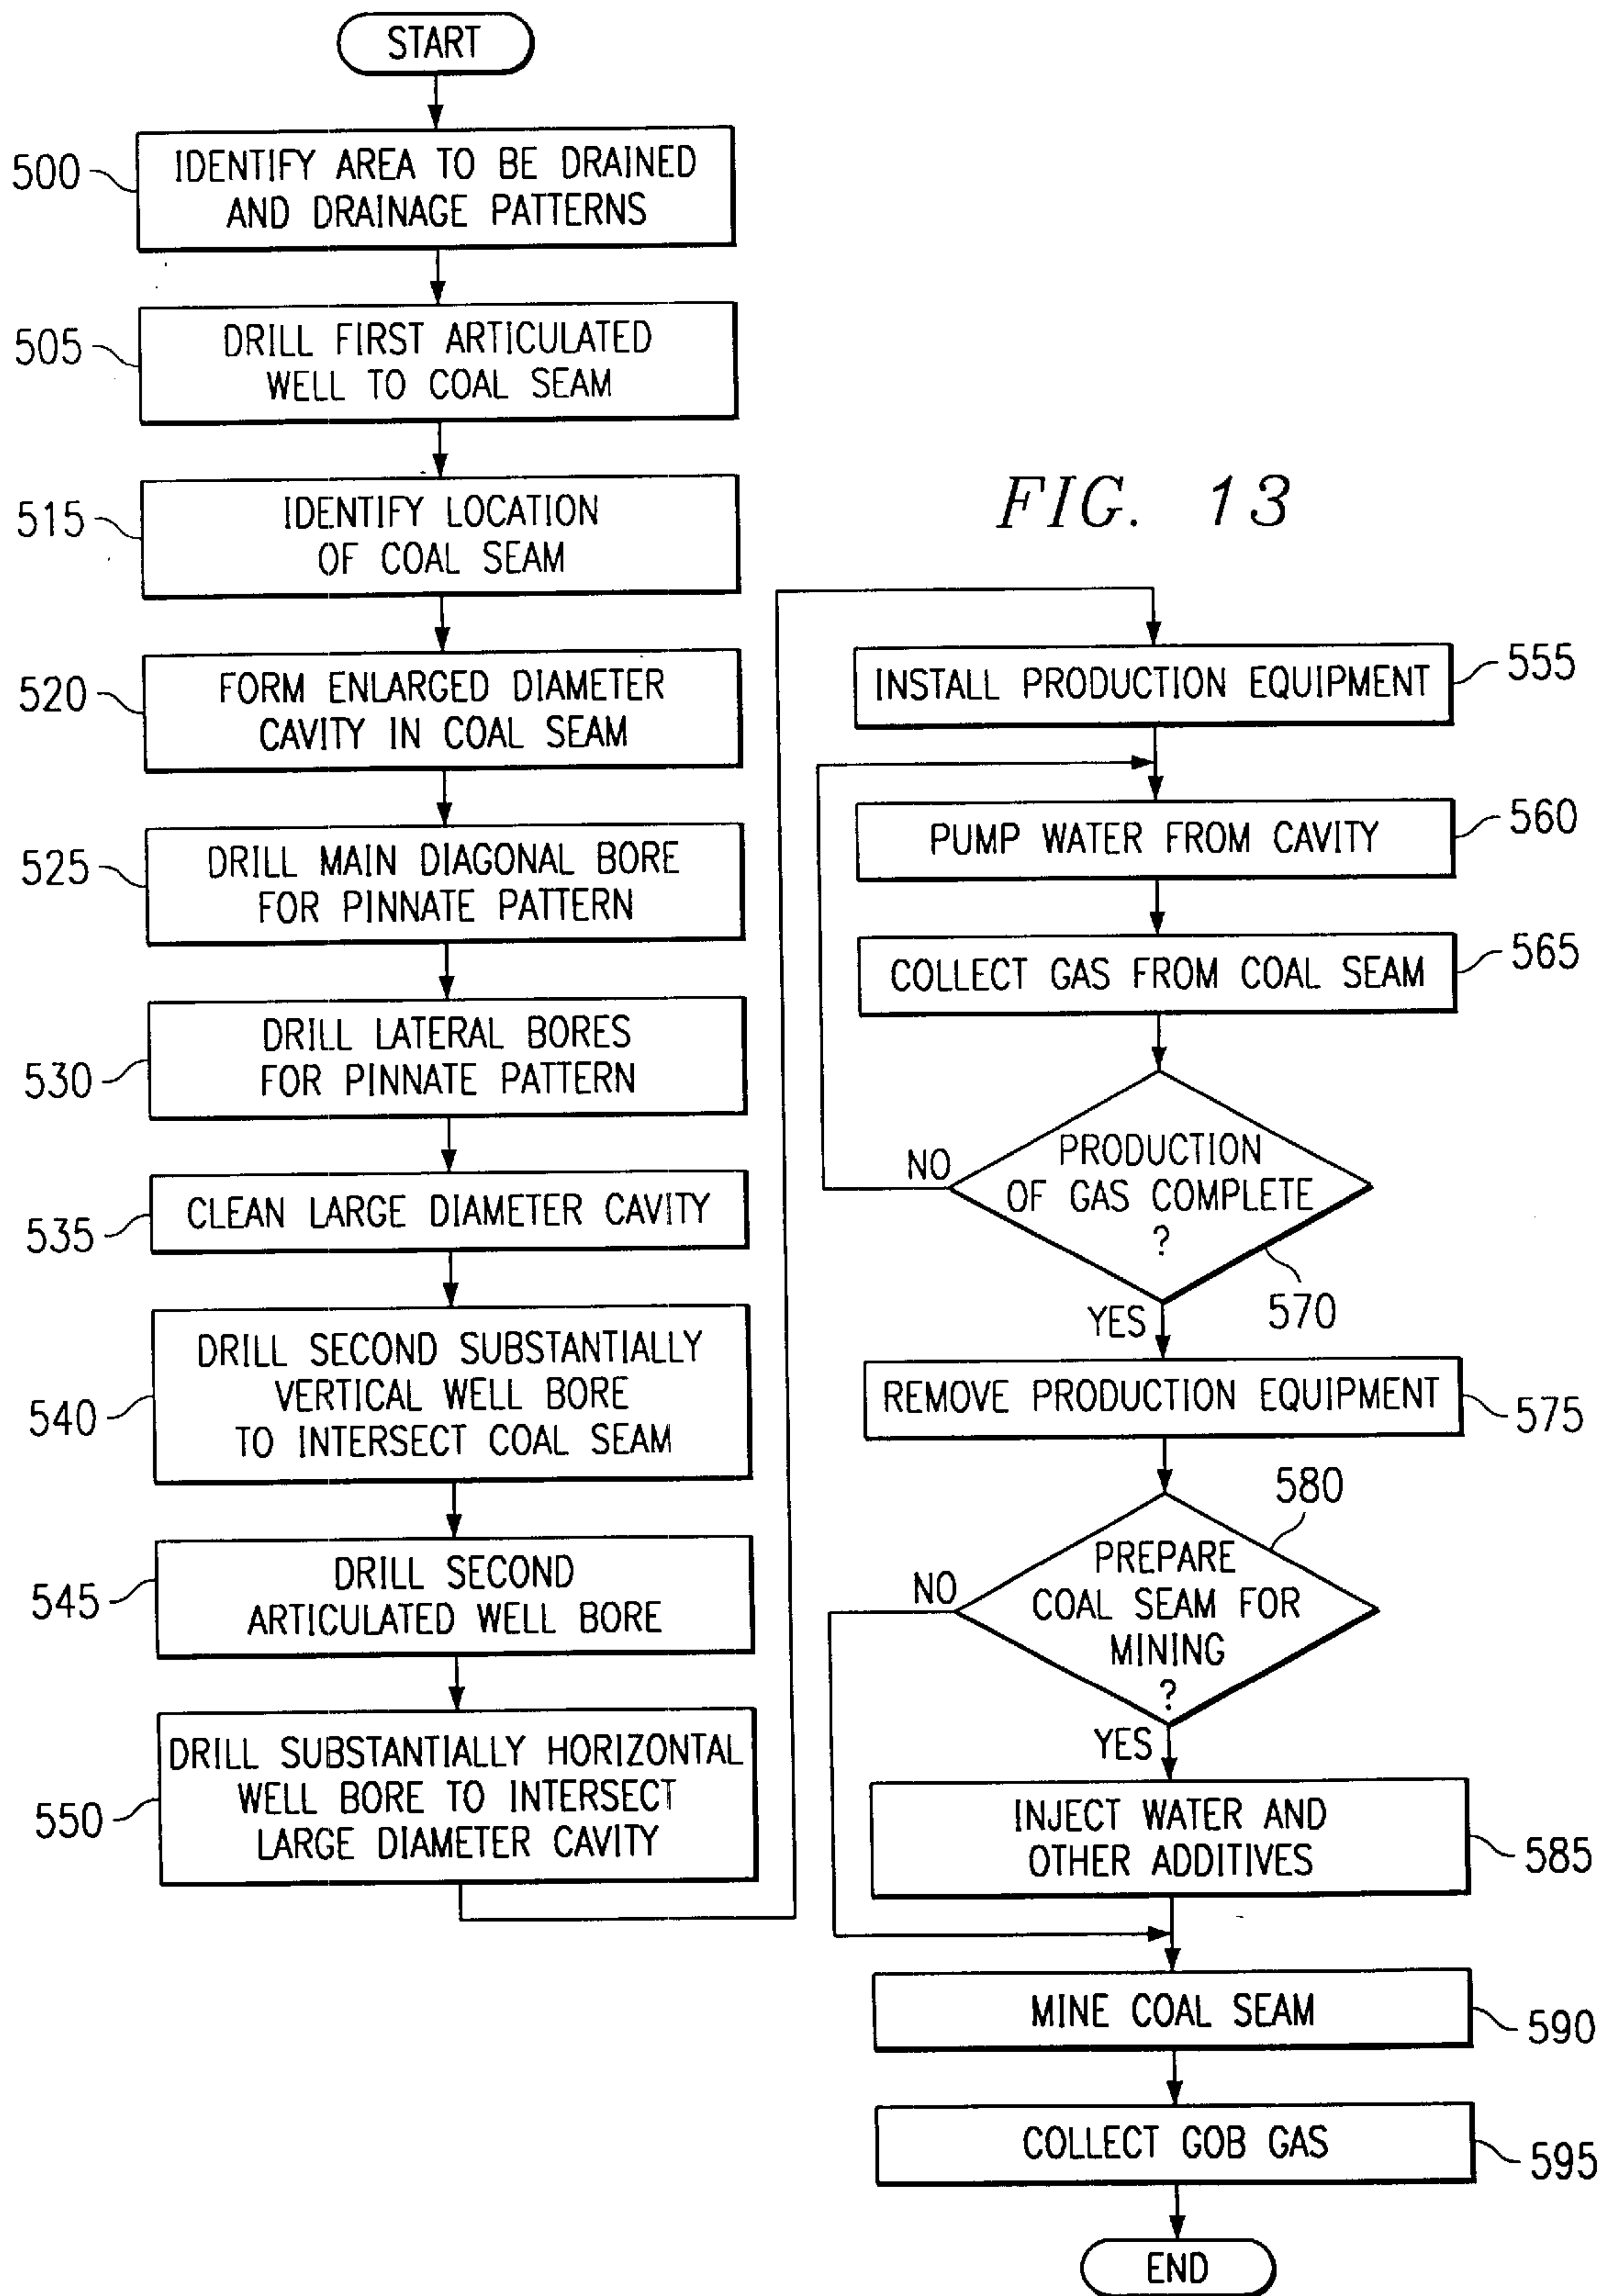 START
500
IDENTIFY AREA TO BE DRAINED
AND DRAINAGE PATTERNS
505
DRILL FIRST ARTICULATED
WELL TO COAL SEAM
515
IDENTIFY LOCATION
OF COAL SEAM
520
FORM ENLARGED DIAMETER
CAVITY IN COAL SEAM
525
DRILL MAIN DIAGONAL BORE
FOR PINNATE PATTERN
530
DRILL LATERAL BORES
FOR PINNATE PATTERN
535
CLEAN LARGE DIAMETER CAVITY
540
DRILL SECOND SUBSTANTIALLY
VERTICAL WELL BORE
TO INTERSECT COAL SEAM
545
DRILL SECOND
ARTICULATED WELL BORE
550
DRILL SUBSTANTIALLY HORIZONTAL
WELL BORE TO INTERSECT
LARGE DIAMETER CAVITY
FIG. 13
INSTALL PRODUCTION EQUIPMENT
555
PUMP WATER FROM CAVITY
560
COLLECT GAS FROM COAL SEAM
565
NO
PRODUCTION
OF GAS COMPLETE
?
570
YES
REMOVE PRODUCTION EQUIPMENT
575
580
NO
PREPARE
COAL SEAM FOR
MINING
?
YES
INJECT WATER AND
OTHER ADDITIVES
585
MINE COAL SEAM
590
COLLECT GOB GAS
595
END